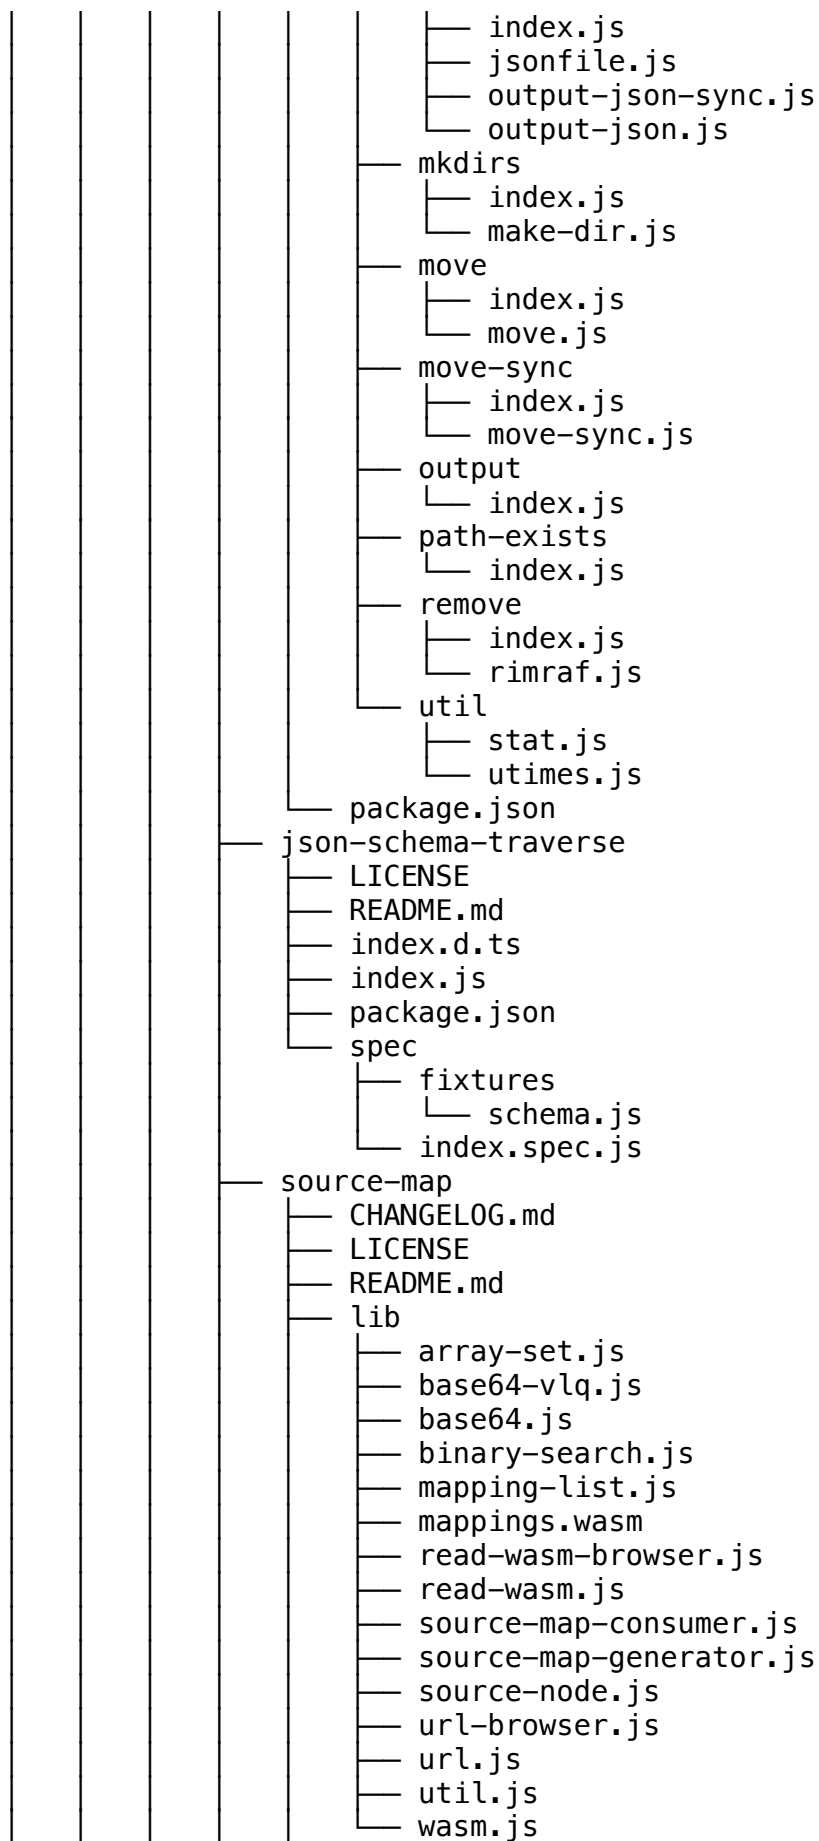 │   │   │   │   │   │   ├── index.js
│   │   │   │   │   │   ├── jsonfile.js
│   │   │   │   │   │   ├── output-json-sync.js
│   │   │   │   │   │   └── output-json.js
│   │   │   │   │   ├── mkdirs
│   │   │   │   │   │   ├── index.js
│   │   │   │   │   │   └── make-dir.js
│   │   │   │   │   ├── move
│   │   │   │   │   │   ├── index.js
│   │   │   │   │   │   └── move.js
│   │   │   │   │   ├── move-sync
│   │   │   │   │   │   ├── index.js
│   │   │   │   │   │   └── move-sync.js
│   │   │   │   │   ├── output
│   │   │   │   │   │   └── index.js
│   │   │   │   │   ├── path-exists
│   │   │   │   │   │   └── index.js
│   │   │   │   │   ├── remove
│   │   │   │   │   │   ├── index.js
│   │   │   │   │   │   └── rimraf.js
│   │   │   │   │   └── util
│   │   │   │   │       ├── stat.js
│   │   │   │   │       └── utimes.js
│   │   │   │   └── package.json
│   │   │   ├── json-schema-traverse
│   │   │   │   ├── LICENSE
│   │   │   │   ├── README.md
│   │   │   │   ├── index.d.ts
│   │   │   │   ├── index.js
│   │   │   │   ├── package.json
│   │   │   │   └── spec
│   │   │   │       ├── fixtures
│   │   │   │       │   └── schema.js
│   │   │   │       └── index.spec.js
│   │   │   ├── source-map
│   │   │   │   ├── CHANGELOG.md
│   │   │   │   ├── LICENSE
│   │   │   │   ├── README.md
│   │   │   │   ├── lib
│   │   │   │   │   ├── array-set.js
│   │   │   │   │   ├── base64-vlq.js
│   │   │   │   │   ├── base64.js
│   │   │   │   │   ├── binary-search.js
│   │   │   │   │   ├── mapping-list.js
│   │   │   │   │   ├── mappings.wasm
│   │   │   │   │   ├── read-wasm-browser.js
│   │   │   │   │   ├── read-wasm.js
│   │   │   │   │   ├── source-map-consumer.js
│   │   │   │   │   ├── source-map-generator.js
│   │   │   │   │   ├── source-node.js
│   │   │   │   │   ├── url-browser.js
│   │   │   │   │   ├── url.js
│   │   │   │   │   ├── util.js
│   │   │   │   │   └── wasm.js